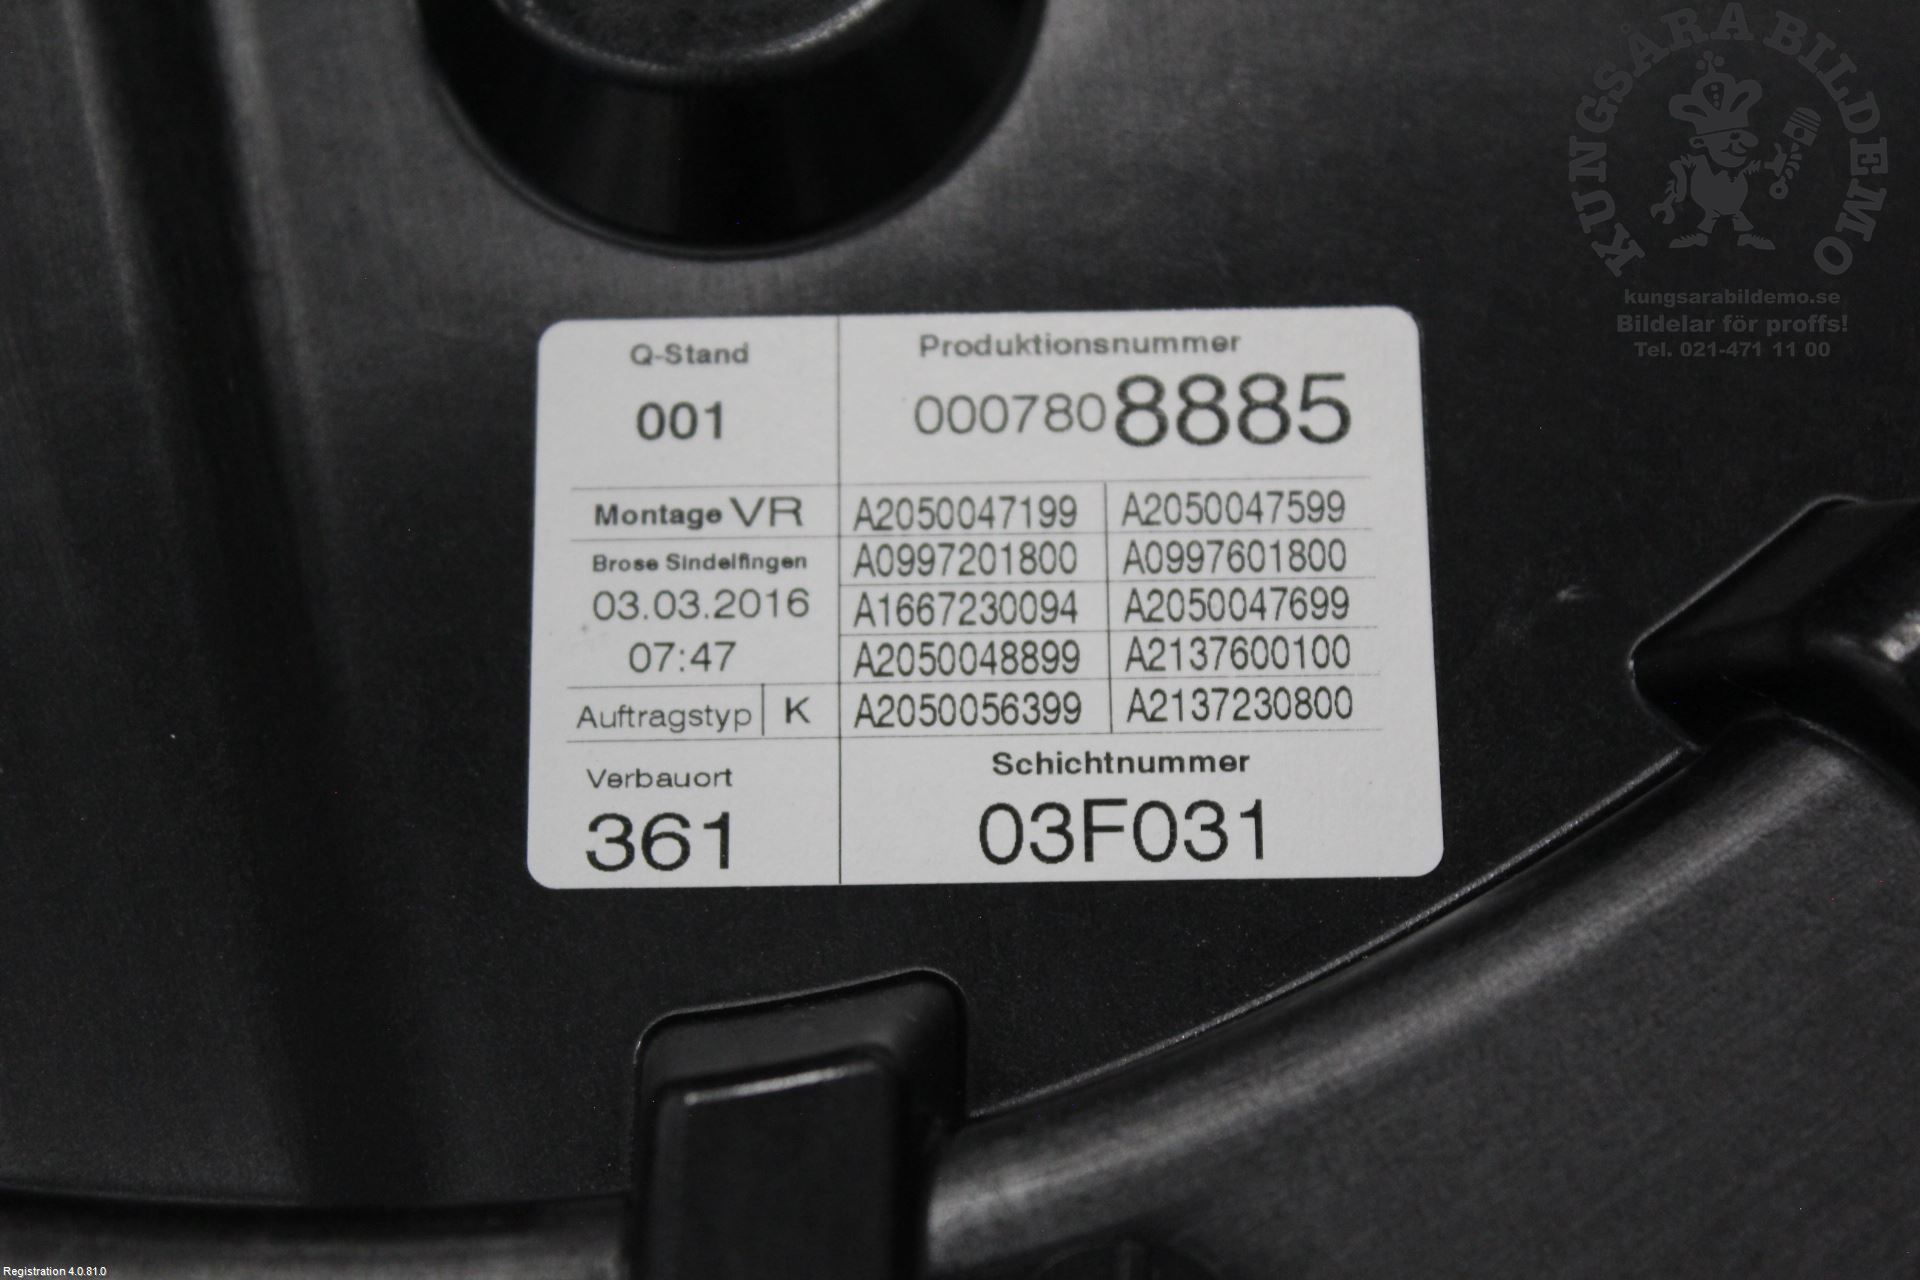 KUNGSÅRA BILDEMO
kungsarabildemo.se
Bildelar för proffs!
Tel. 021-471 11 00
Q-Stand
001
Produktionsnummer
0007808885
Montage VR
Brose Sindelfingen
03.03.2016
07:47
Auftragstyp K
A2050047199 A2050047599
A0997201800 A0997601800
A1667230094 A2050047699
A2050048899 A2137600100
A2050056399 A2137230800
Verbauort
361
Schichtnummer
03F031
Registration 4.0.81.0